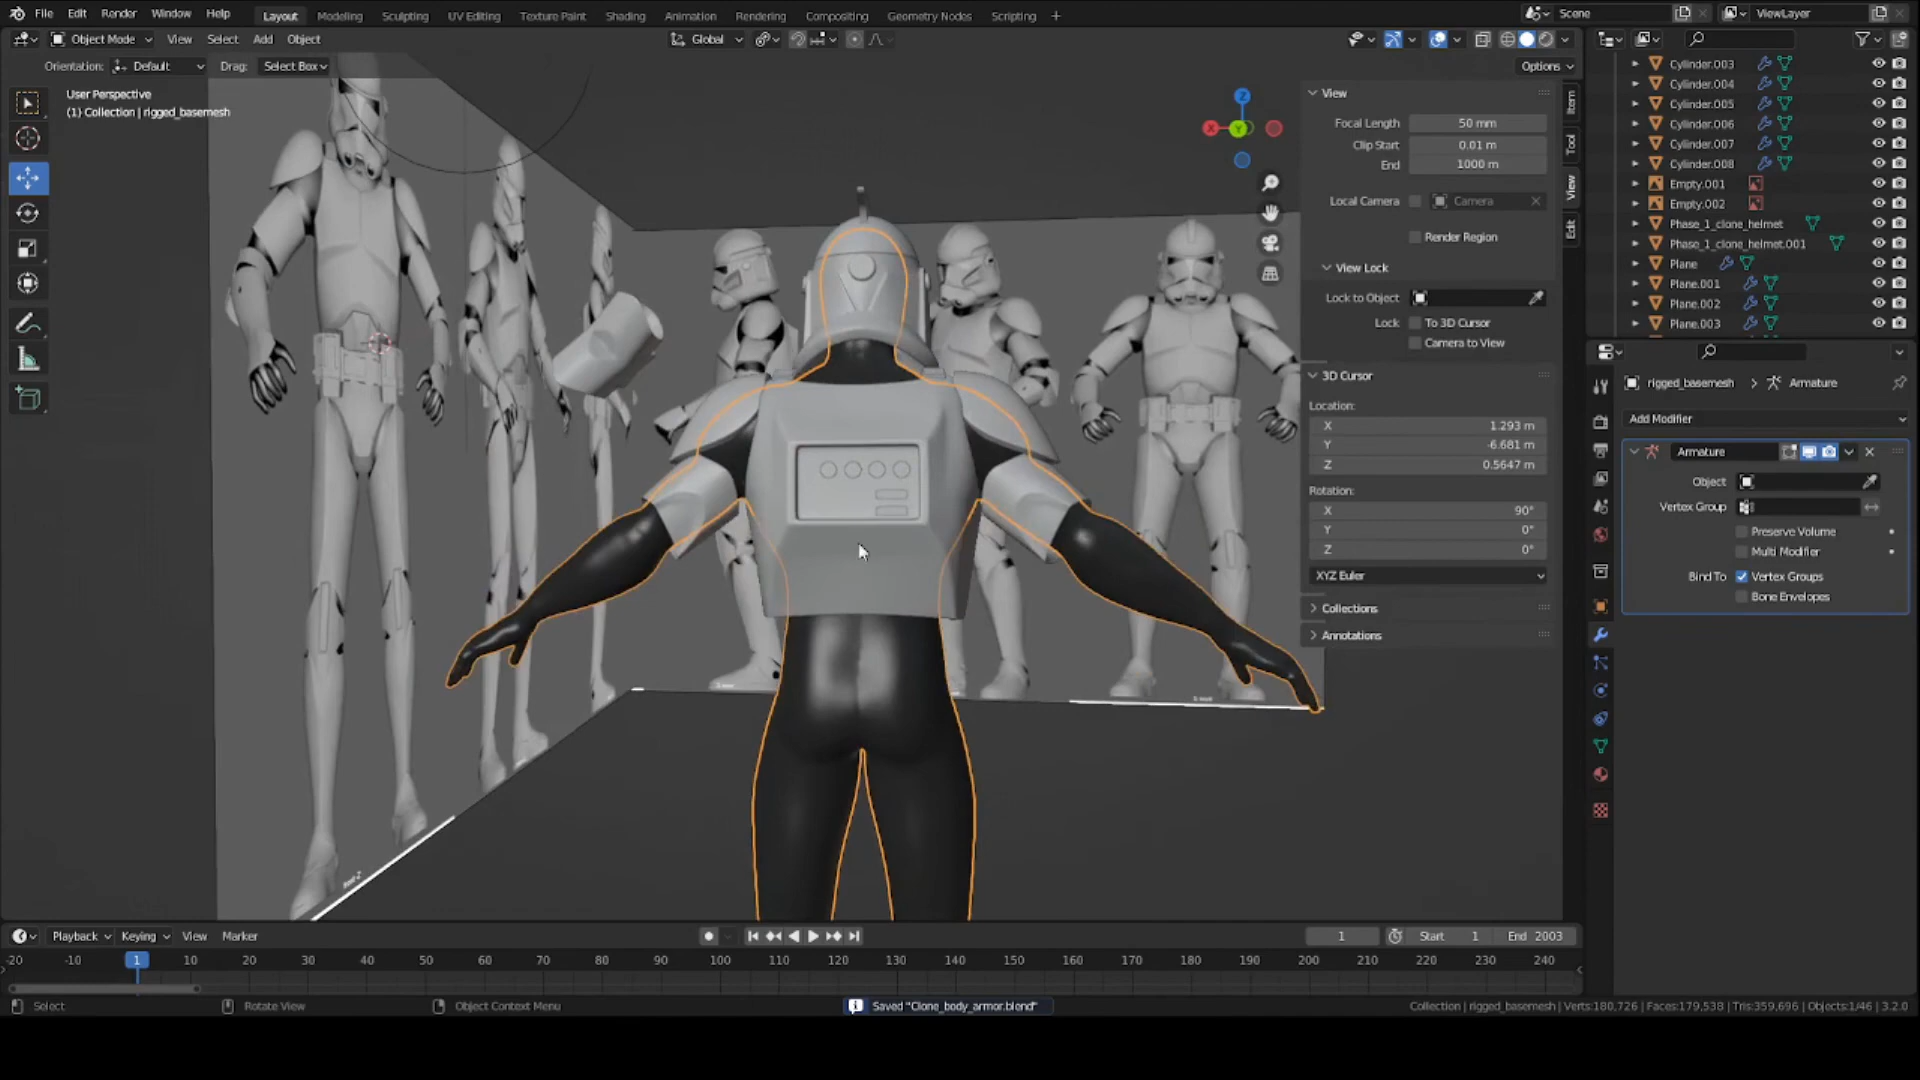 File Edit Render Window Help Layout Modeling Sculpting UV Editing Texture Paint Shading Animation Rendering Compositing Geometry Nodes Scripting + Scene ViewLayer
Object Mode View Select Add Object Global
Orientation: Default Drag: Select Box Options
User Perspective
(1) Collection | rigged_basemesh
Z
X
Y
View
Focal Length 50 mm
Clip Start 0.01 m
End 1000 m
Local Camera Camera
Render Region
View Lock
Lock to Object
Lock To 3D Cursor
Camera to View
3D Cursor
Location:
X 1.293 m
Y -6.681 m
Z 0.5647 m
Rotation:
X 90°
Y 0°
Z 0°
XYZ Euler
Collections
Annotations
Item
Tool
View
Edit
Cylinder.003
Cylinder.004
Cylinder.005
Cylinder.006
Cylinder.007
Cylinder.008
Empty.001
Empty.002
Phase_1_clone_helmet
Phase_1_clone_helmet.001
Plane
Plane.001
Plane.002
Plane.003
rigged_basemesh > Armature
Add Modifier
Armature
Object
Vertex Group
Preserve Volume
Multi Modifier
Bind To Vertex Groups
Bone Envelopes
Playback Keying View Marker 1 Start 1 End 2003
-20 -10 1 10 20 30 40 50 60 70 80 90 100 110 120 130 140 150 160 170 180 190 200 210 220 230 240
Select Rotate View Object Context Menu Saved "Clone_body_armor.blend" Collection | rigged_basemesh | Verts:180,726 | Faces:179,538 | Tris:359,696 | Objects:1/46 | 3.2.0